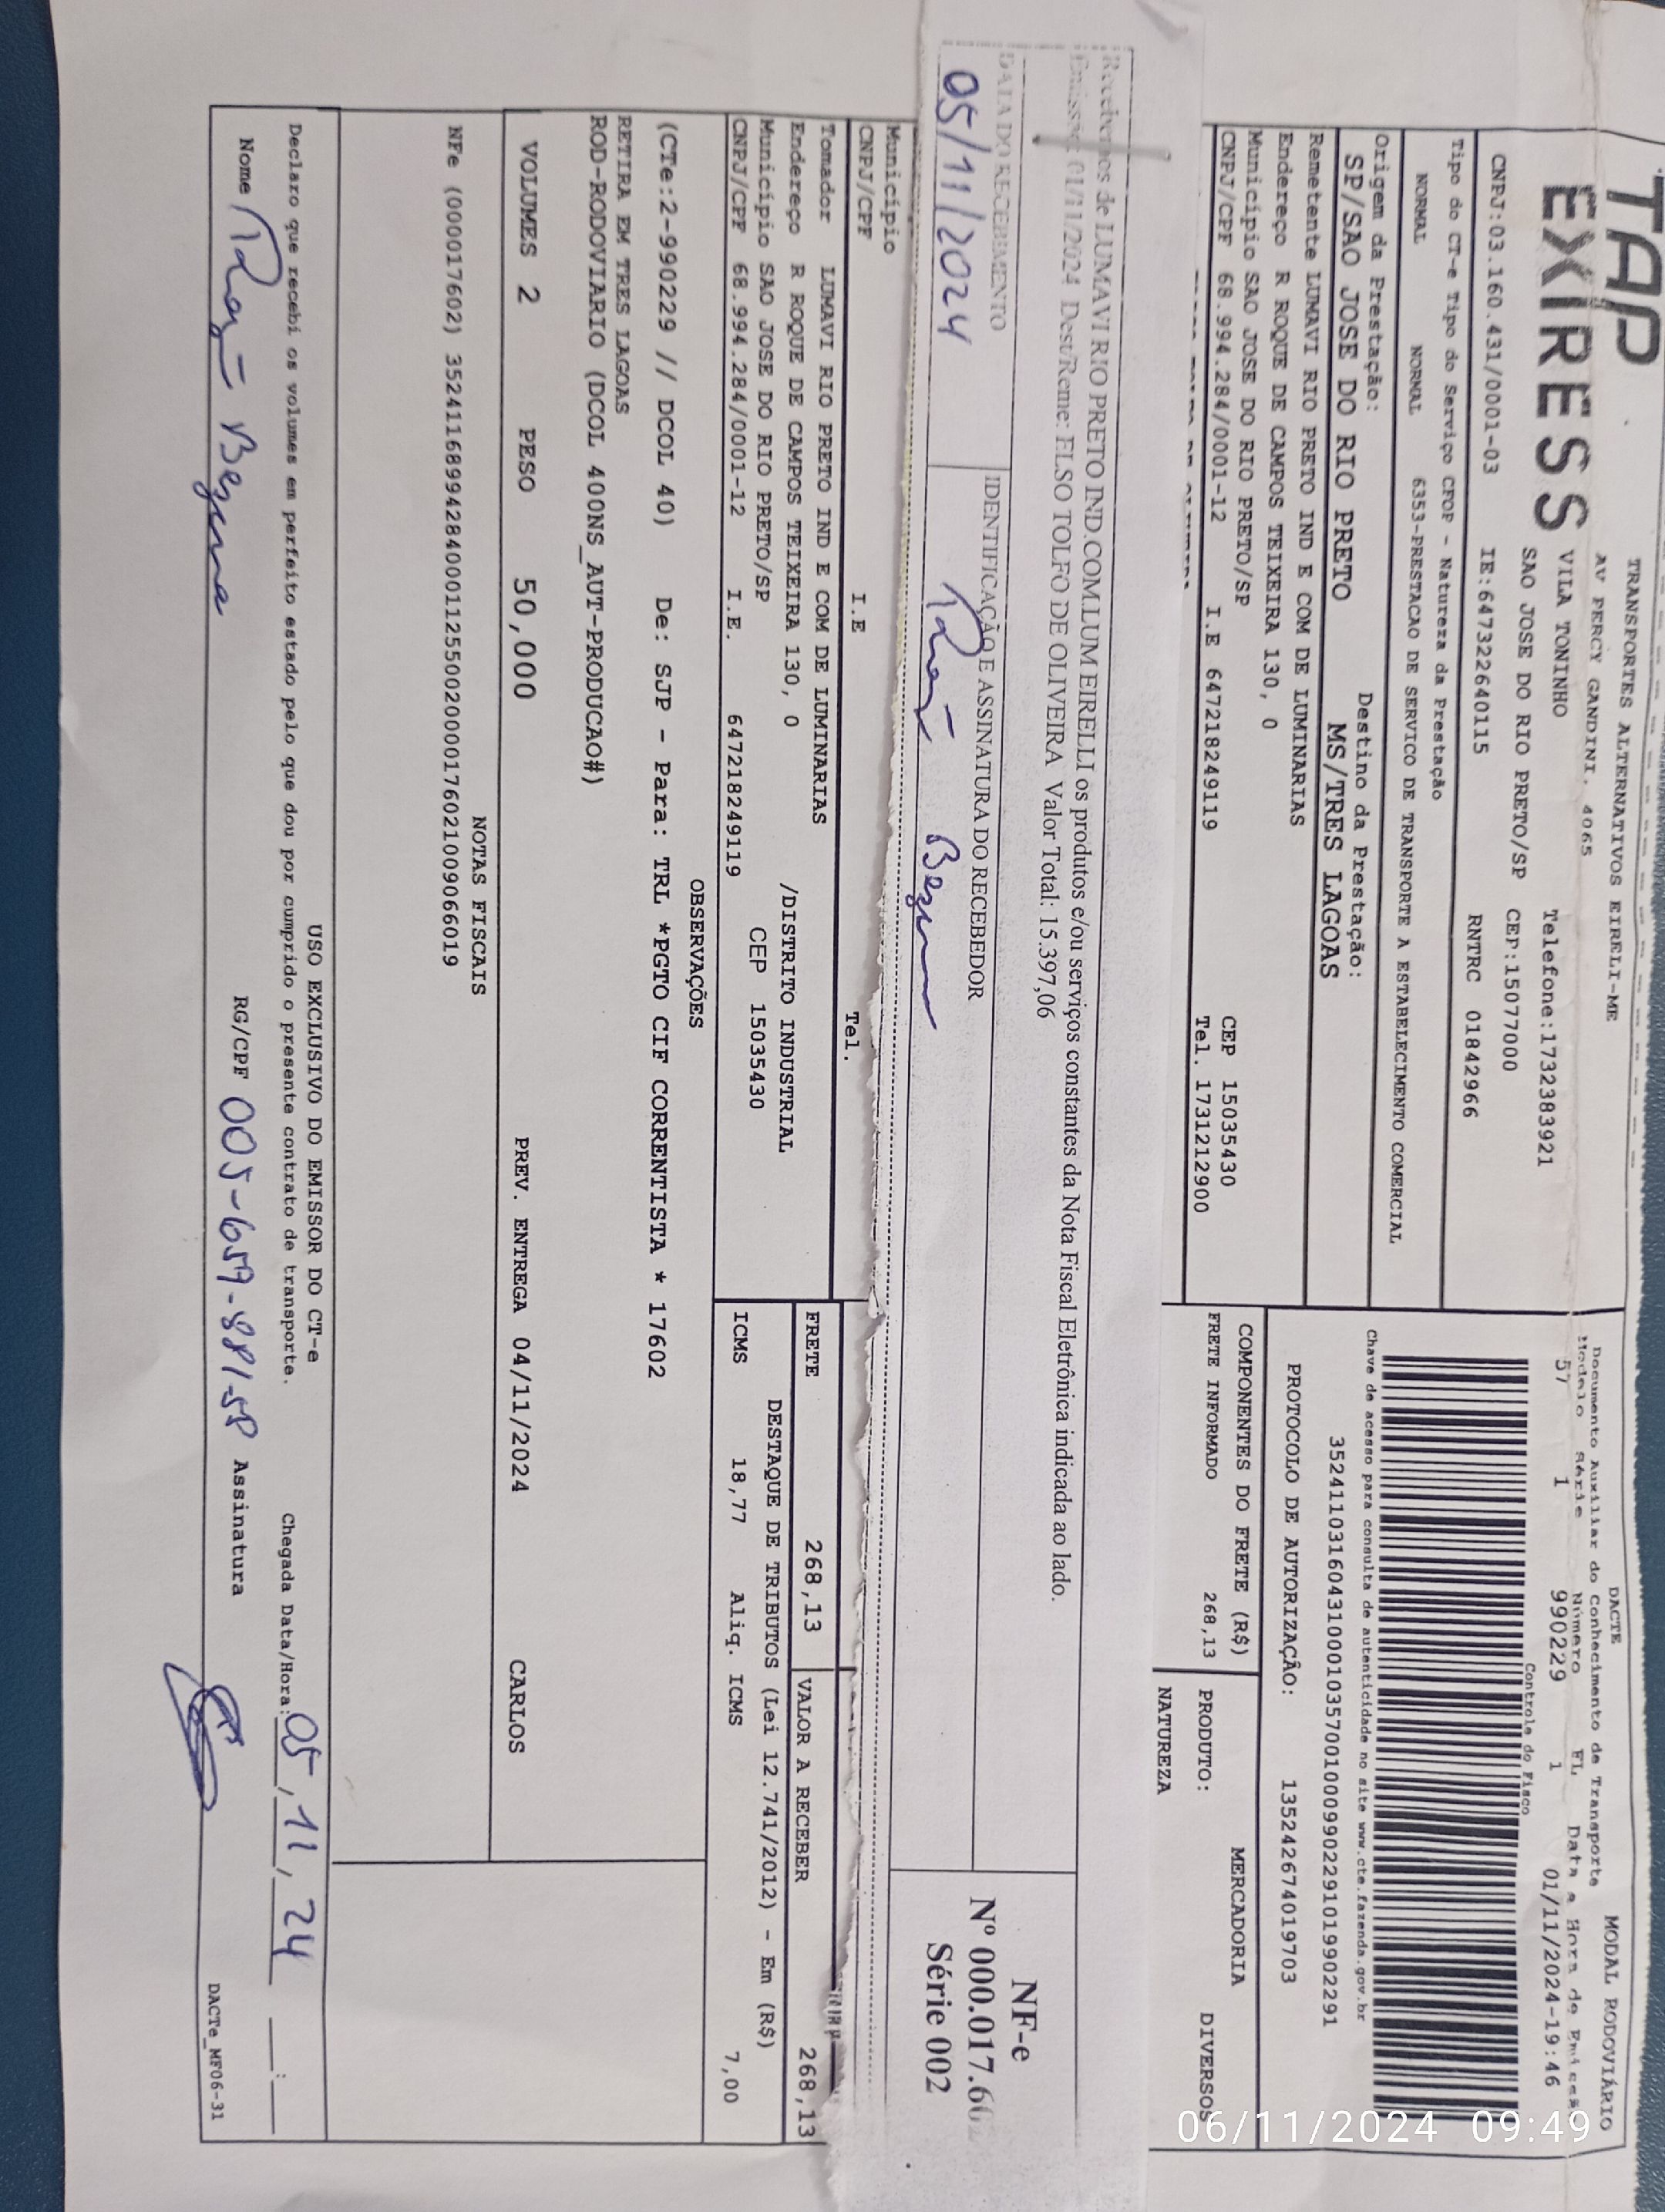 TAP
EXPRESS
TRANSPORTES ALTERNATIVOS EIRELI-ME
AV PERCY GANDINI, 4065
VILA TONINHO
Telefone:1732383921
SAO JOSE DO RIO PRETO/SP CEP:15077000
CNPJ:03.160.431/0001-03 IE:647322640115 RNTRC 01842966
DACTE
MODAL RODOVIÁRIO
Documento Auxiliar do Conhecimento de Transporte
Modelo Série Número FL Data e Hora de Emissão
57 1 990229 1 01/11/2024-19:46
Controle do Fisco
Tipo do CT-e Tipo do Serviço CFOP - Natureza da Prestação
NORMAL NORMAL 6353-PRESTACAO DE SERVICO DE TRANSPORTE A ESTABELECIMENTO COMERCIAL
Chave de acesso para consulta de autenticidade no site www.cte.fazenda.gov.br
35241103160431000103570010009902291019902291
Origem da Prestação: Destino da Prestação:
SP/SAO JOSE DO RIO PRETO MS/TRES LAGOAS
PROTOCOLO DE AUTORIZAÇÃO: 135242674019703
Remetente LUMAVI RIO PRETO IND E COM DE LUMINARIAS
Endereço R ROQUE DE CAMPOS TEIXEIRA 130, 0
Município SAO JOSE DO RIO PRETO/SP CEP 15035430
CNPJ/CPF 68.994.284/0001-12 I.E 647218249119 Tel. 1731212900
COMPONENTES DO FRETE (R$) MERCADORIA
FRETE INFORMADO 268,13 PRODUTO: DIVERSOS
NATUREZA
Recebemos de LUMAVI RIO PRETO IND.COM.LUM EIRELLI os produtos e/ou serviços constantes da Nota Fiscal Eletrônica indicada ao lado.
Emissão: 01/11/2024 Dest/Reme: ELSO TOLFO DE OLIVEIRA Valor Total: 15.397,06
DATA DO RECEBIMENTO IDENTIFICAÇÃO E ASSINATURA DO RECEBEDOR
05/11/2024
NF-e
Nº 000.017.602
Série 002
Município
CNPJ/CPF I.E Tel.
Tomador LUMAVI RIO PRETO IND E COM DE LUMINARIAS
Endereço R ROQUE DE CAMPOS TEIXEIRA 130, 0 /DISTRITO INDUSTRIAL
Município SAO JOSE DO RIO PRETO/SP CEP 15035430
CNPJ/CPF 68.994.284/0001-12 I.E. 647218249119
FRETE 268,13 VALOR A RECEBER 268,13
DESTAQUE DE TRIBUTOS (Lei 12.741/2012) - Em (R$)
ICMS 18,77 Aliq. ICMS 7,00
OBSERVAÇÕES
(CTe:2-990229 // DCOL 40) De: SJP - Para: TRL *PGTO CIF CORRENTISTA * 17602
RETIRA EM TRES LAGOAS
ROD-RODOVIARIO (DCOL 400NS_AUT-PRODUCAO#)
VOLUMES 2 PESO 50,000 PREV. ENTREGA 04/11/2024 CARLOS
NOTAS FISCAIS
NFe (000017602) 35241168994284000112550020000176021009066019
USO EXCLUSIVO DO EMISSOR DO CT-e
Declaro que recebi os volumes em perfeito estado pelo que dou por cumprido o presente contrato de transporte. Chegada Data/Hora: 05/11/24 __:__
Nome RG/CPF 005-659-881-58 Assinatura
DACTe_MF06-31
06/11/2024 09:49